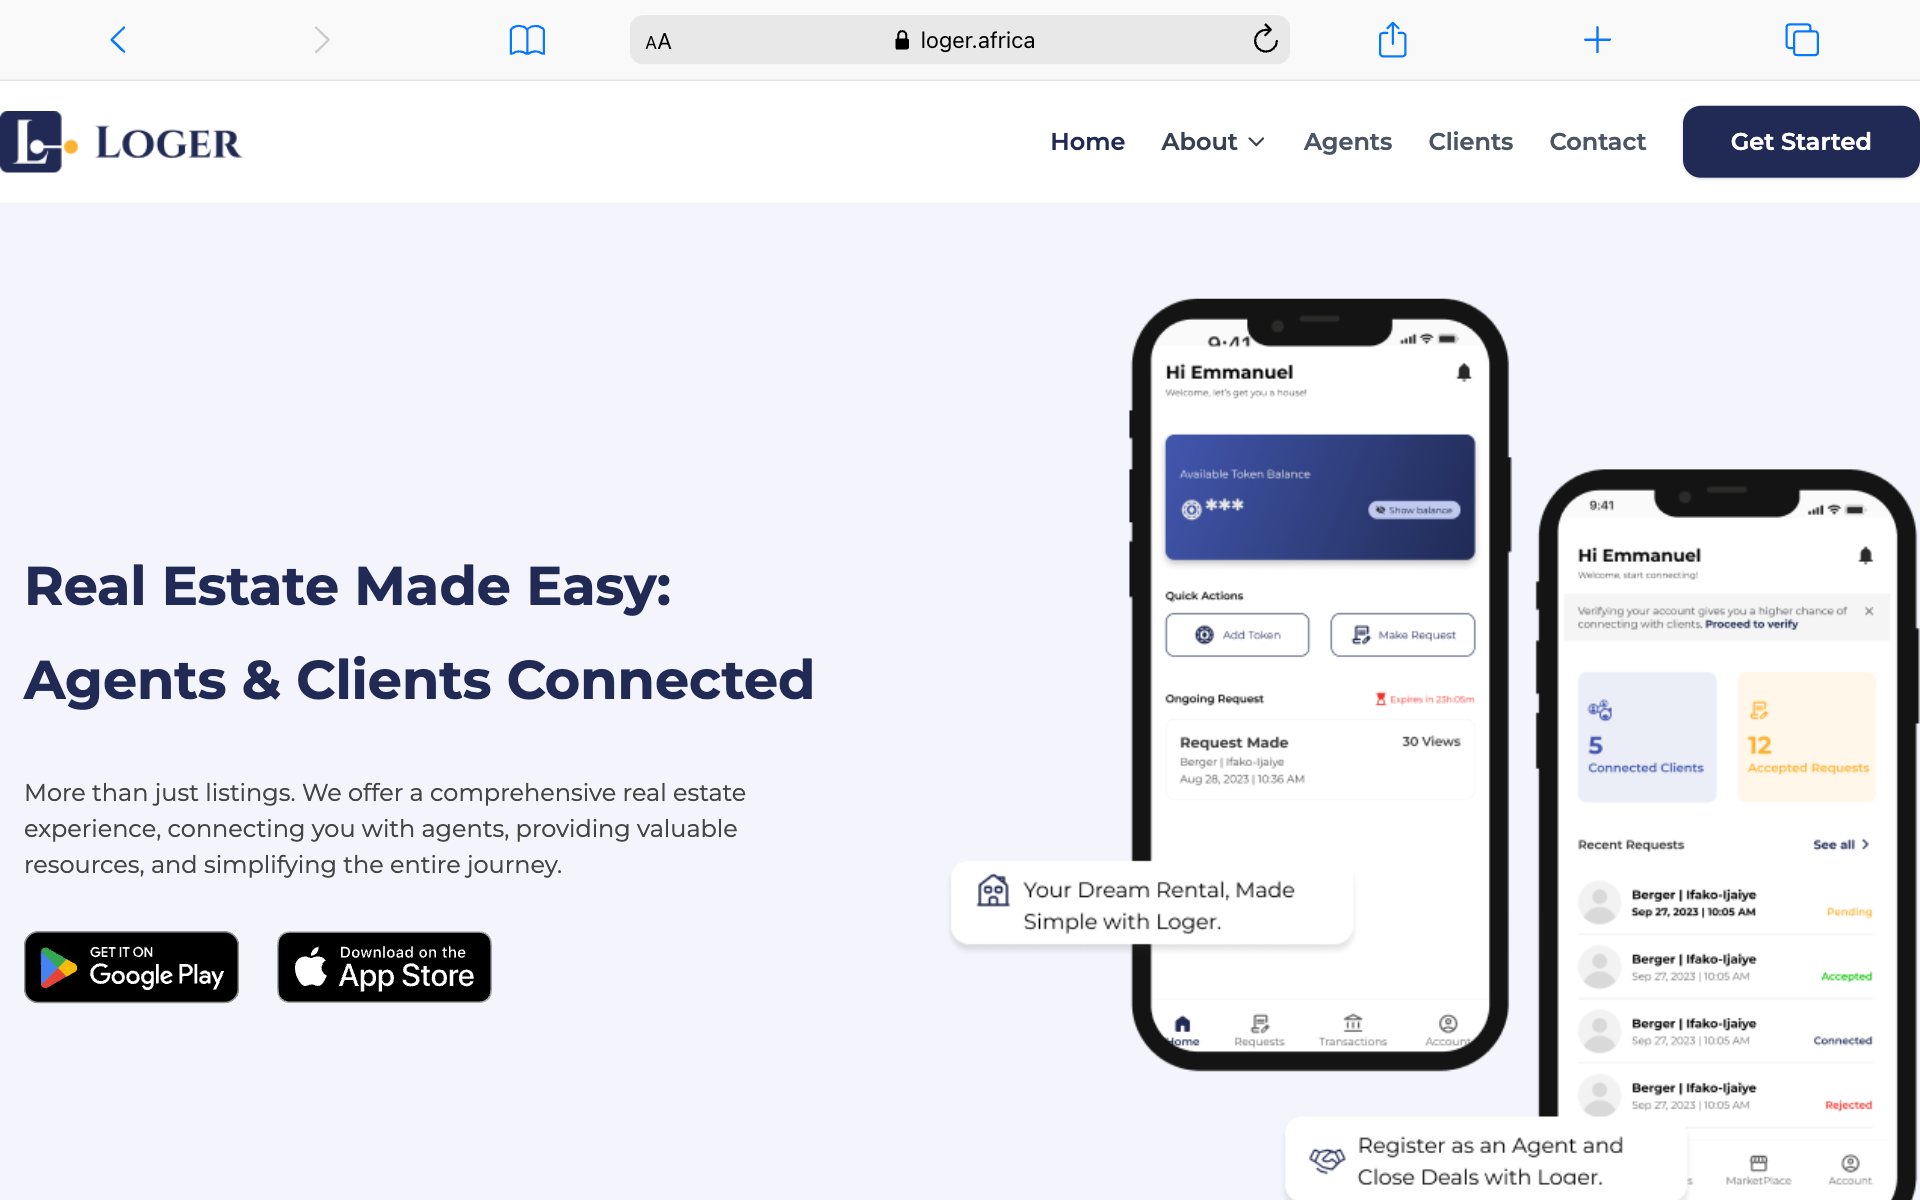 AA
loger.africa
LOGER
Home
About
Agents
Clients
Contact
Get Started
Real Estate Made Easy:
Agents & Clients Connected
More than just listings. We offer a comprehensive real estate
experience, connecting you with agents, providing valuable
resources, and simplifying the entire journey.
GET IT ON
Google Play
Download on the
App Store
9:41
Hi Emmanuel
Welcome, let's get you a house!
Available Token Balance
***
Show balance
Quick Actions
Add Token
Make Request
Ongoing Request
Expires in 23h:05m
Request Made
30 Views
Berger | Ifako-Ijaiye
Aug 28, 2023 | 10:36 AM
Your Dream Rental, Made
Simple with Loger.
Home
Requests
Transactions
Account
9:41
Hi Emmanuel
Welcome, start connecting!
Verifying your account gives you a higher chance of
connecting with clients. Proceed to verify
5
Connected Clients
12
Accepted Requests
Recent Requests
See all
Berger | Ifako-Ijaiye
Sep 27, 2023 | 10:05 AM
Pending
Berger | Ifako-Ijaiye
Sep 27, 2023 | 10:05 AM
Accepted
Berger | Ifako-Ijaiye
Sep 27, 2023 | 10:05 AM
Connected
Berger | Ifako-Ijaiye
Sep 27, 2023 | 10:05 AM
Rejected
Register as an Agent and
Close Deals with Loger.
s
MarketPlace
Account